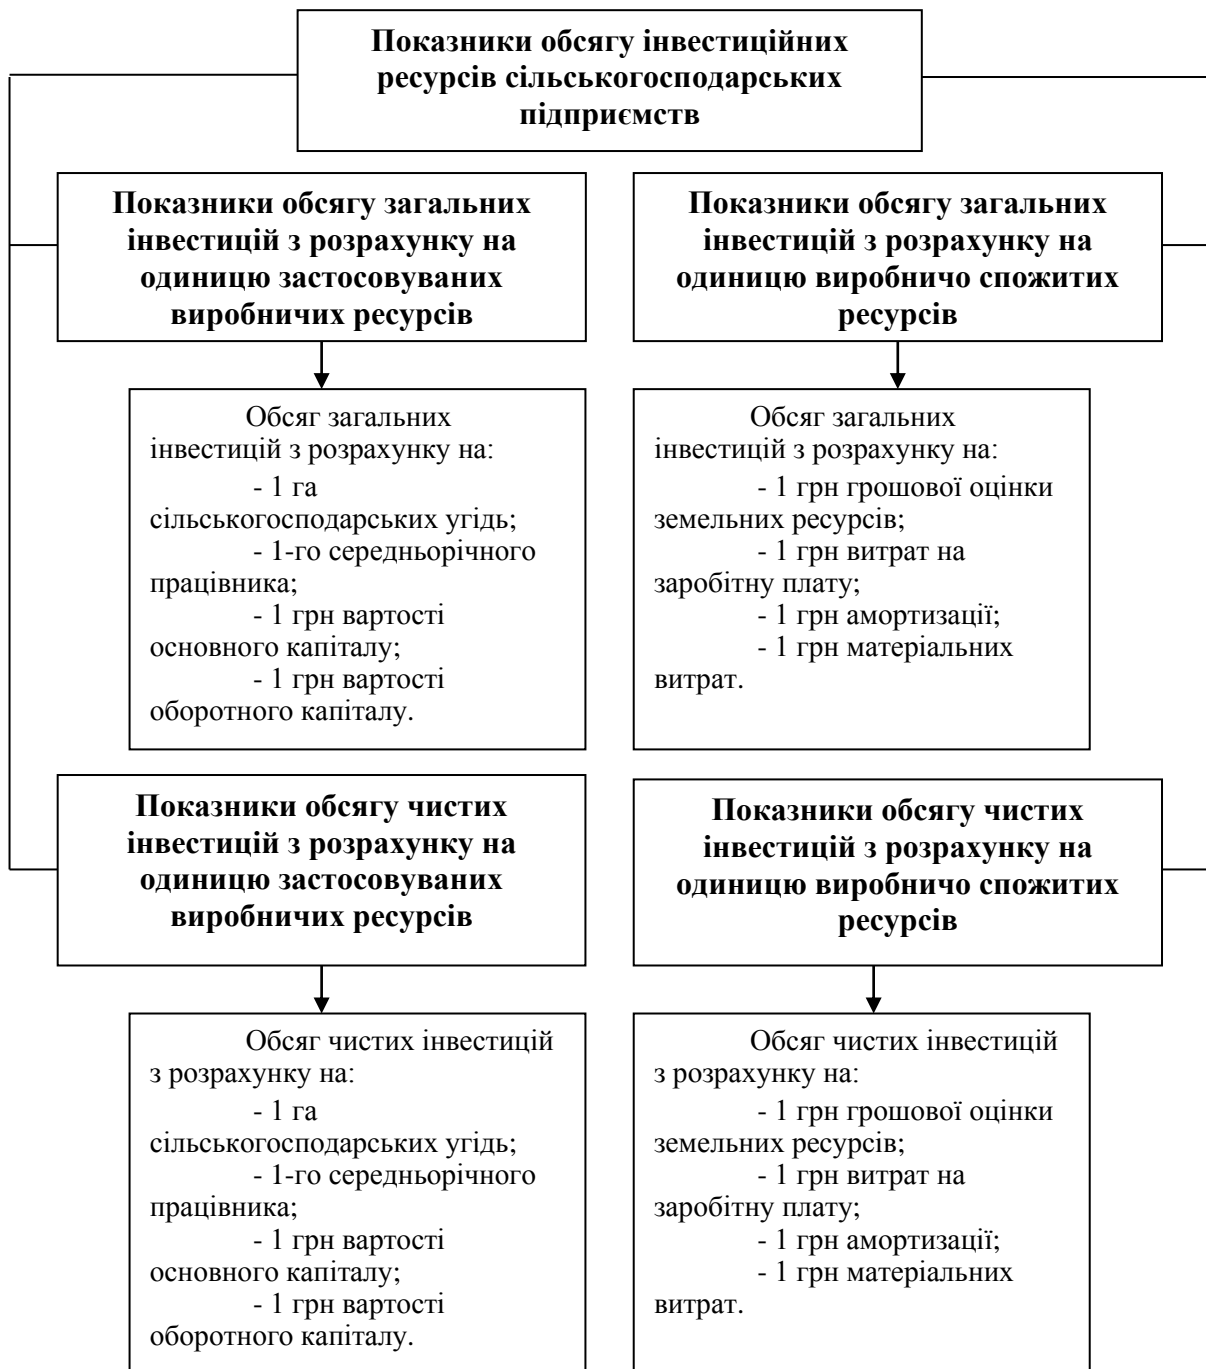 Показники обсягу інвестиційних
ресурсів сільськогосподарських
підприємств
Показники обсягу загальних
інвестицій з розрахунку на
одиницю застосовуваних
виробничих ресурсів
Показники обсягу загальних
інвестицій з розрахунку на
одиницю виробничо спожитих
ресурсів
Обсяг загальних
інвестицій з розрахунку на:
- 1 га
сільськогосподарських угідь;
- 1-го середньорічного
працівника;
- 1 грн вартості
основного капіталу;
- 1 грн вартості
оборотного капіталу.
Обсяг загальних
інвестицій з розрахунку на:
- 1 грн грошової оцінки
земельних ресурсів;
- 1 грн витрат на
заробітну плату;
- 1 грн амортизації;
- 1 грн матеріальних
витрат.
Показники обсягу чистих
інвестицій з розрахунку на
одиницю застосовуваних
виробничих ресурсів
Показники обсягу чистих
інвестицій з розрахунку на
одиницю виробничо спожитих
ресурсів
Обсяг чистих інвестицій
з розрахунку на:
- 1 га
сільськогосподарських угідь;
- 1-го середньорічного
працівника;
- 1 грн вартості
основного капіталу;
- 1 грн вартості
оборотного капіталу.
Обсяг чистих інвестицій
з розрахунку на:
- 1 грн грошової оцінки
земельних ресурсів;
- 1 грн витрат на
заробітну плату;
- 1 грн амортизації;
- 1 грн матеріальних
витрат.